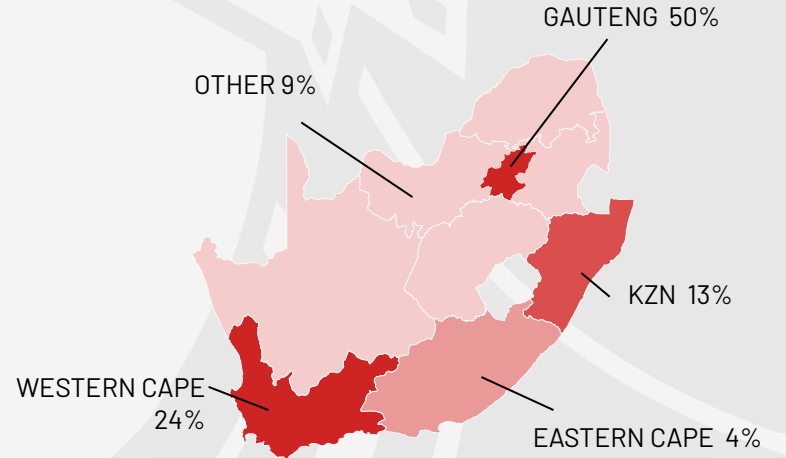 GAUTENG 50%
OTHER 9%
KZN 13%
WESTERN CAPE
24%
EASTERN CAPE 4%